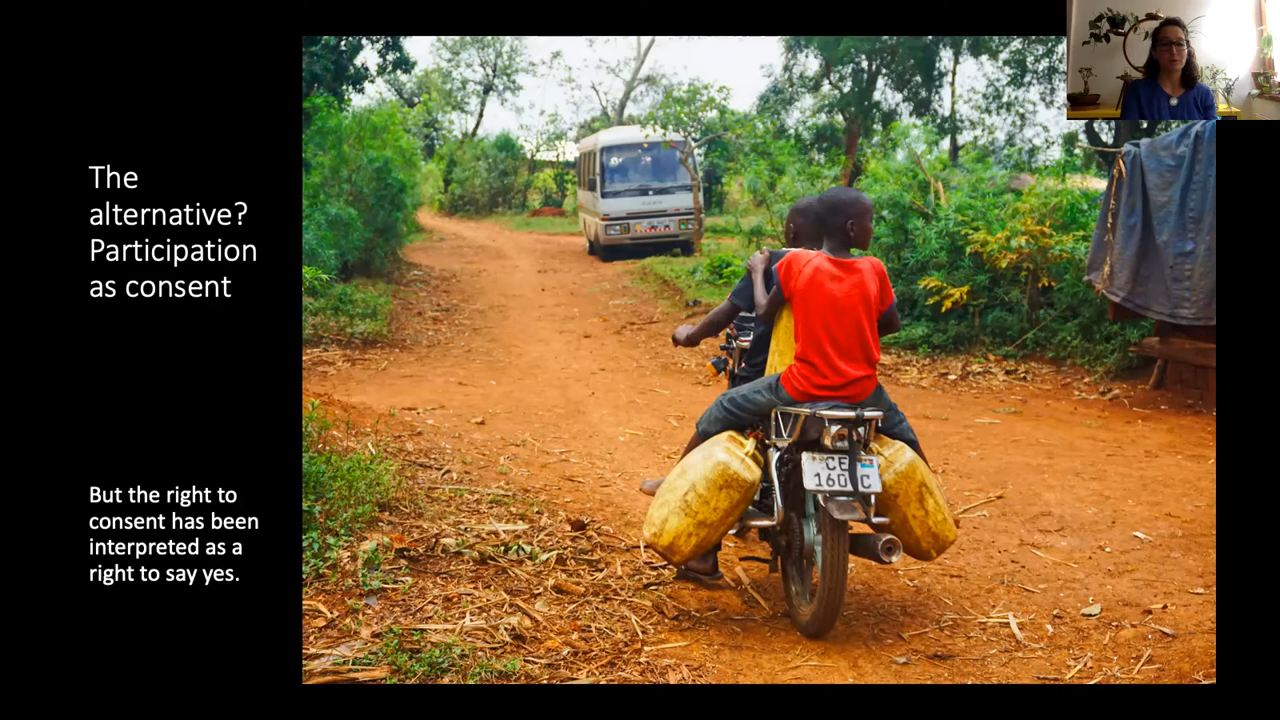 The
alternative?
Participation
as consent
But the right to
consent has been
interpreted as a
right to say yes.
CE
160 C